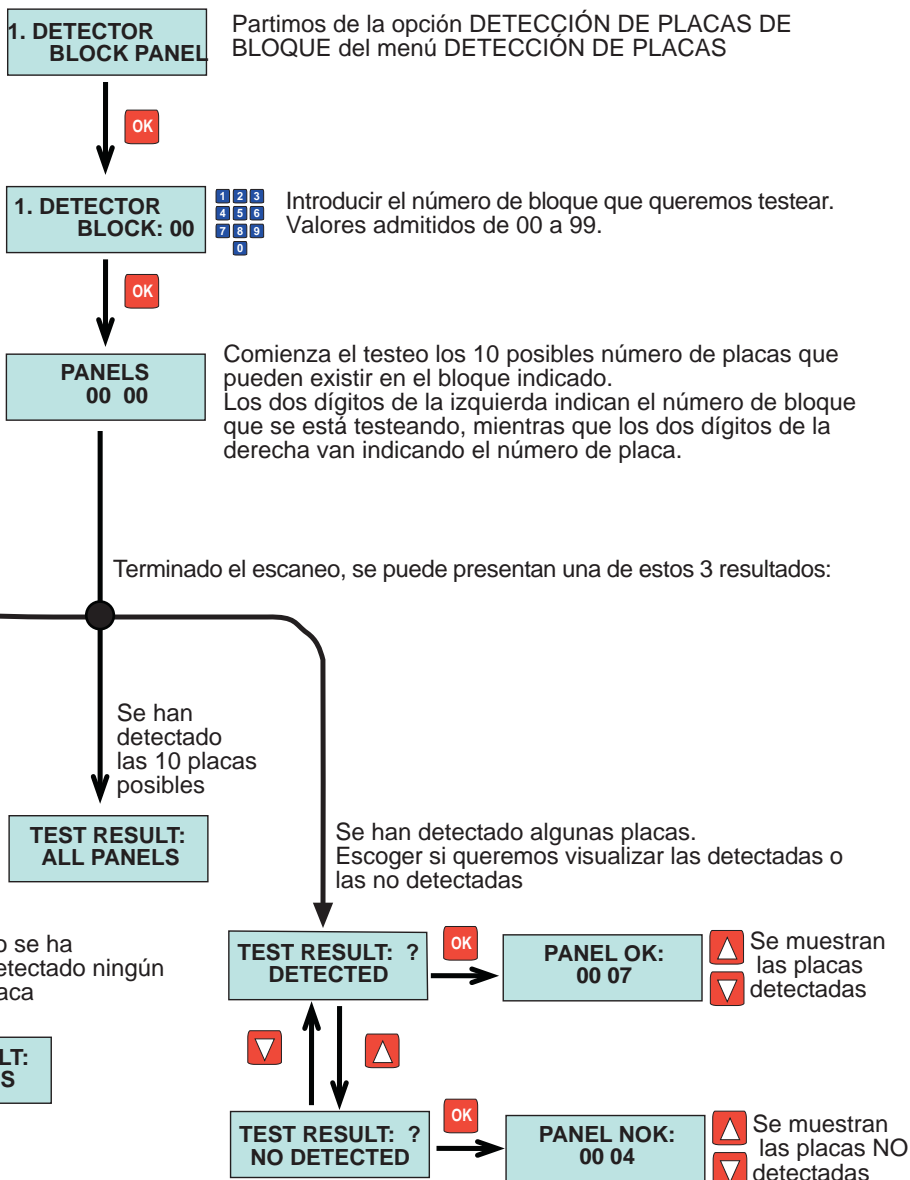 1. DETECTOR
BLOCK PANEL
Partimos de la opción DETECCIÓN DE PLACAS DE
BLOQUE del menú DETECCIÓN DE PLACAS
OK
1. DETECTOR
BLOCK: 00
1 2 3
4 5 6
7 8 9
0
Introducir el número de bloque que queremos testear.
Valores admitidos de 00 a 99.
OK
PANELS
00 00
Comienza el testeo los 10 posibles número de placas que
pueden existir en el bloque indicado.
Los dos dígitos de la izquierda indican el número de bloque
que se está testeando, mientras que los dos dígitos de la
derecha van indicando el número de placa.
Terminado el escaneo, se puede presentan una de estos 3 resultados:
Se han
detectado
las 10 placas
posibles
TEST RESULT:
ALL PANELS
Se han detectado algunas placas.
Escoger si queremos visualizar las detectadas o
las no detectadas
o se ha
etectado ningún
aca
LT:
S
TEST RESULT: ?
DETECTED
OK
PANEL OK:
00 07
Se muestran
las placas
detectadas
TEST RESULT: ?
NO DETECTED
OK
PANEL NOK:
00 04
Se muestran
las placas NO
detectadas